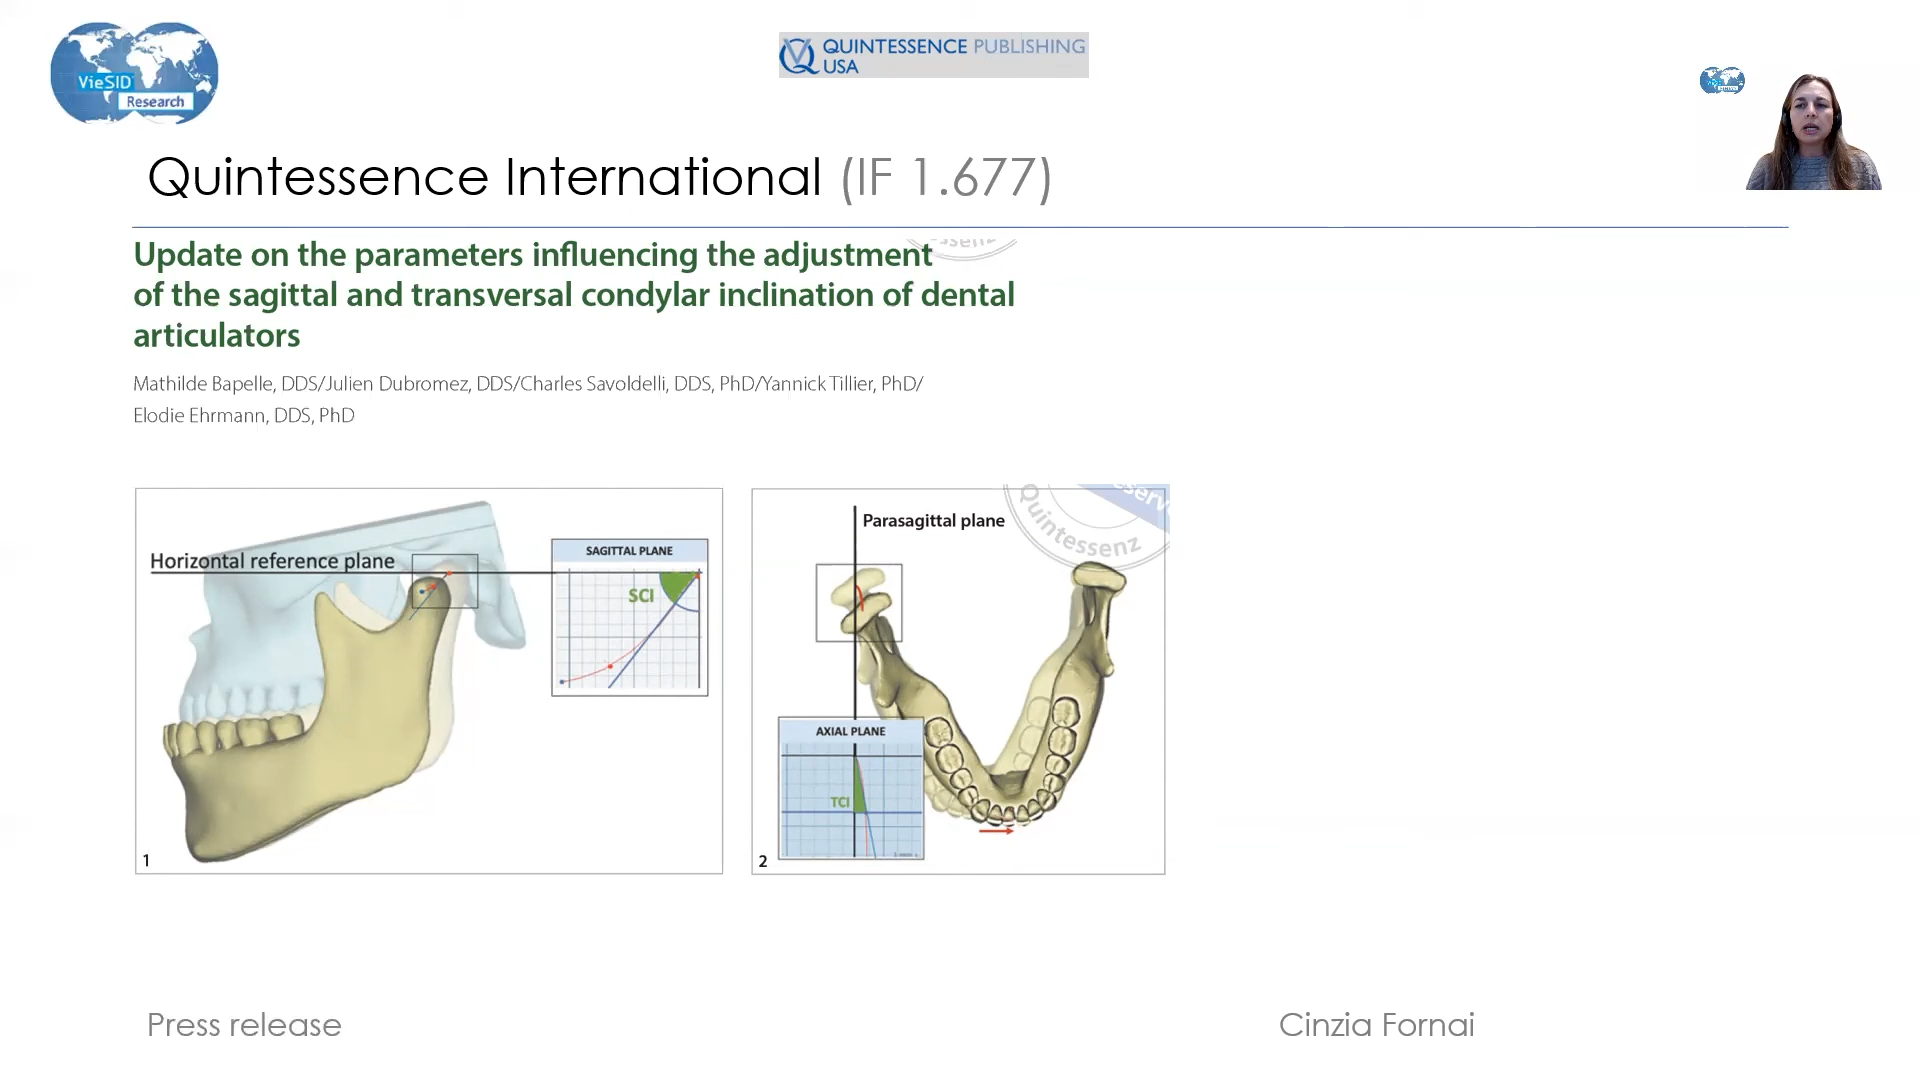 VieSID
Research
QUINTESSENCE PUBLISHING
USA
Quintessence International (IF 1.677)
Update on the parameters influencing the adjustment
of the sagittal and transversal condylar inclination of dental
articulators
Mathilde Bapelle, DDS/Julien Dubromez, DDS/Charles Savoldelli, DDS, PhD/Yannick Tillier, PhD/
Elodie Ehrmann, DDS, PhD
Horizontal reference plane
SAGITTAL PLANE
SCI
1
Parasagittal plane
Quintessenz
AXIAL PLANE
TCI
2
Press release
Cinzia Fornai